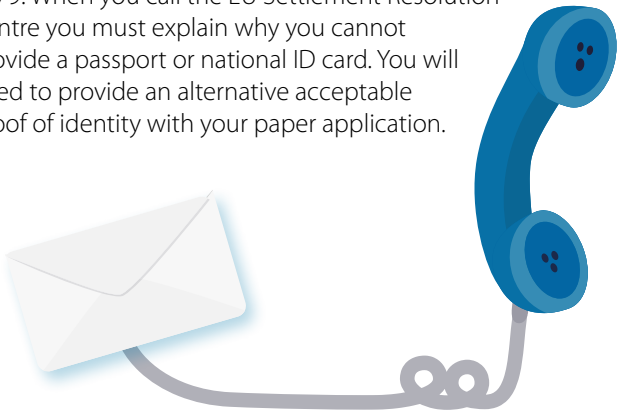 9. When you call the EU Settlement Resolution
ntre you must explain why you cannot
ovide a passport or national ID card. You will
ed to provide an alternative acceptable
oof of identity with your paper application.